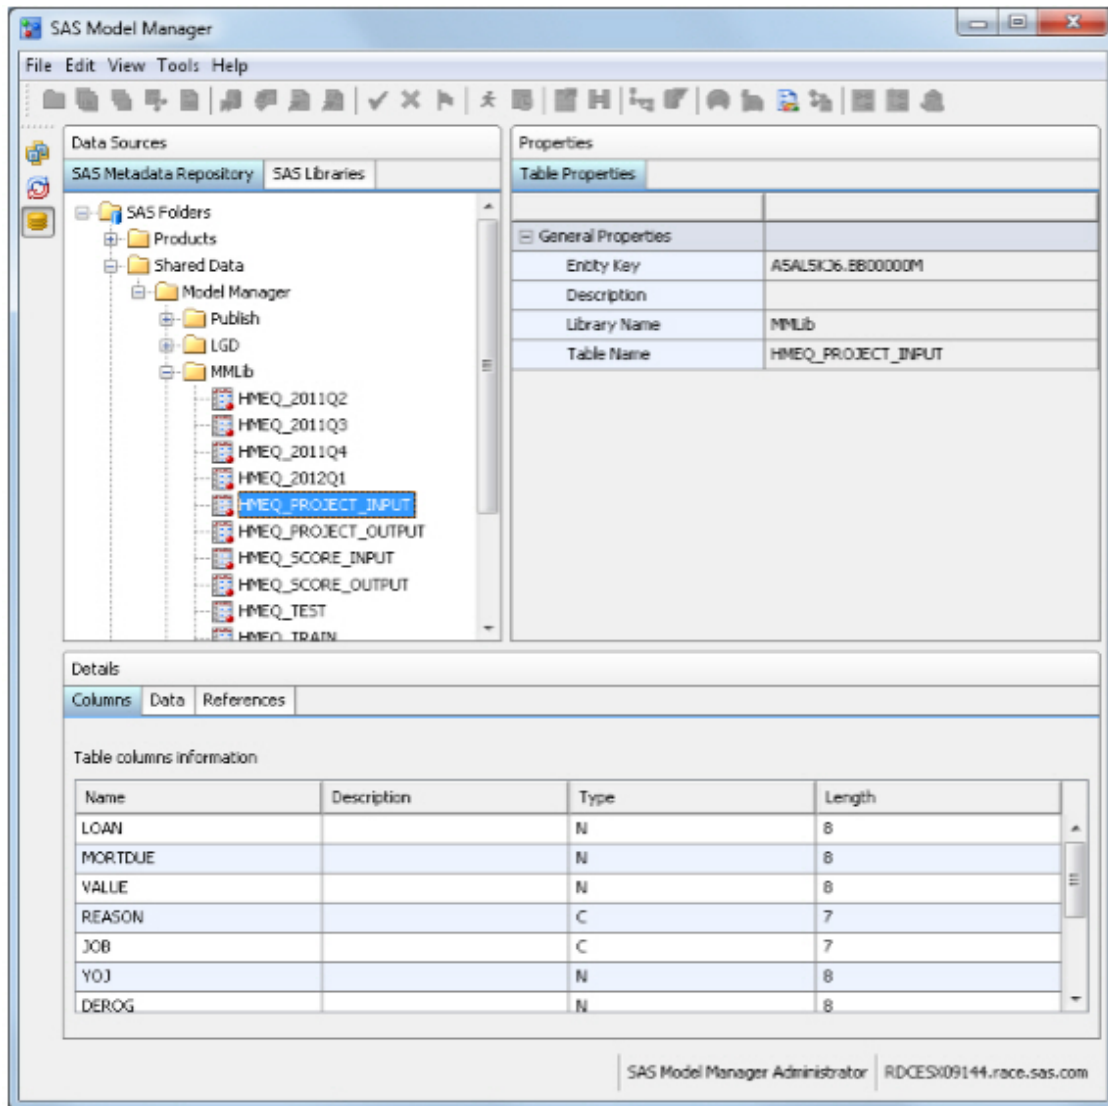 SAS Model Manager
File Edit View Tools Help
Data Sources
SAS Metadata Repository SAS Libraries
SAS Folders
Products
Shared Data
Model Manager
Publish
LGD
MMLib
HMEQ_2011Q2
HMEQ_2011Q3
HMEQ_2011Q4
HMEQ_2012Q1
HMEQ_PROJECT_INPUT
HMEQ_PROJECT_OUTPUT
HMEQ_SCORE_INPUT
HMEQ_SCORE_OUTPUT
HMEQ_TEST
HMEQ_TRAIN
Properties
Table Properties
General Properties
Entity Key A5AL5KJ6.BB00000M
Description
Library Name MMLib
Table Name HMEQ_PROJECT_INPUT
Details
Columns Data References
Table columns information
Name Description Type Length
LOAN N 8
MORTDUE N 8
VALUE N 8
REASON C 7
JOB C 7
YOJ N 8
DEROG N 8
SAS Model Manager Administrator RDCESX09144.race.sas.com